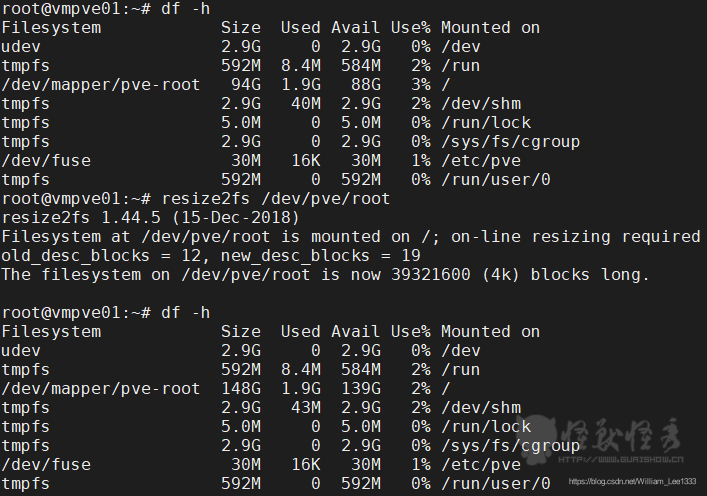 root@vmpve01:~# df -h
Filesystem            Size  Used Avail Use% Mounted on
udev                  2.9G     0  2.9G   0% /dev
tmpfs                 592M  8.4M  584M   2% /run
/dev/mapper/pve-root   94G  1.9G   88G   3% /
tmpfs                 2.9G   40M  2.9G   2% /dev/shm
tmpfs                 5.0M     0  5.0M   0% /run/lock
tmpfs                 2.9G     0  2.9G   0% /sys/fs/cgroup
/dev/fuse              30M   16K   30M   1% /etc/pve
tmpfs                 592M     0  592M   0% /run/user/0
root@vmpve01:~# resize2fs /dev/pve/root
resize2fs 1.44.5 (15-Dec-2018)
Filesystem at /dev/pve/root is mounted on /; on-line resizing required
old_desc_blocks = 12, new_desc_blocks = 19
The filesystem on /dev/pve/root is now 39321600 (4k) blocks long.
root@vmpve01:~# df -h
Filesystem            Size  Used Avail Use% Mounted on
udev                  2.9G     0  2.9G   0% /dev
tmpfs                 592M  8.4M  584M   2% /run
/dev/mapper/pve-root  148G  1.9G  139G   2% /
tmpfs                 2.9G   43M  2.9G   2% /dev/shm
tmpfs                 5.0M     0  5.0M   0% /run/lock
tmpfs                 2.9G     0  2.9G   0% /sys/fs/cgroup
/dev/fuse              30M   16K   30M   1% /etc/pve
tmpfs                 592M     0  592M   0% /run/user/0
https://blog.csdn.net/William_Lee1333